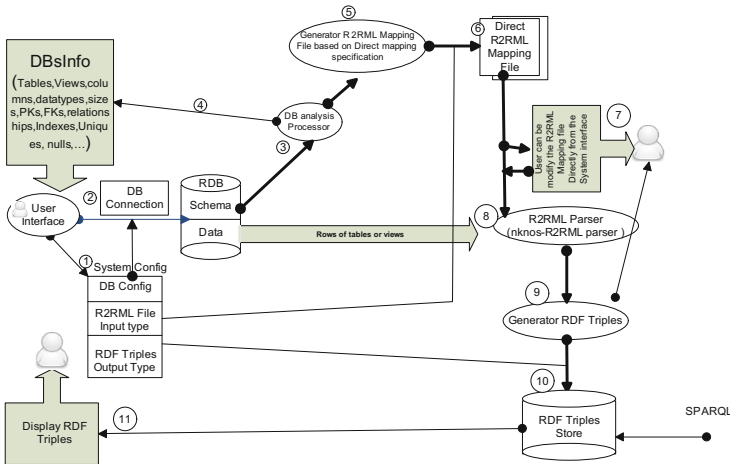 5
Generator R2RML Mapping
File based on Direct mapping
specification
6
Direct
R2RML
Mapping
File
DBsInfo
(Tables,Views,colu
mns,datatypes,size
s,PKs,FKs,relations
hips,Indexes,Uniqu
es, nulls,...)
4
DB analysis
Processor
3
7
User can be
modify the R2RML
Mapping file
Directly from the
System interface
2
DB
Connection
RDB
Schema
Data
User
Interface
Rows of tables or views
8
R2RML Parser
(nknos-R2RML parser )
1
System Config
DB Config
R2RML File
Input type
RDF Triples
Output Type
9
Generator RDF Triples
10
RDF Triples
Store
SPARQL
11
Display RDF
Triples